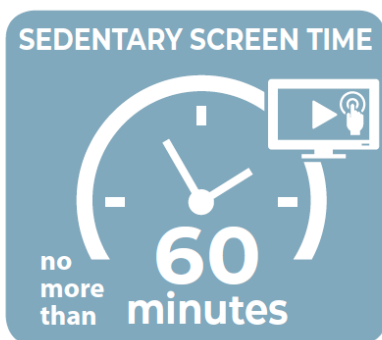 SEDENTARY SCREEN TIME
60
no
more
than
minutes